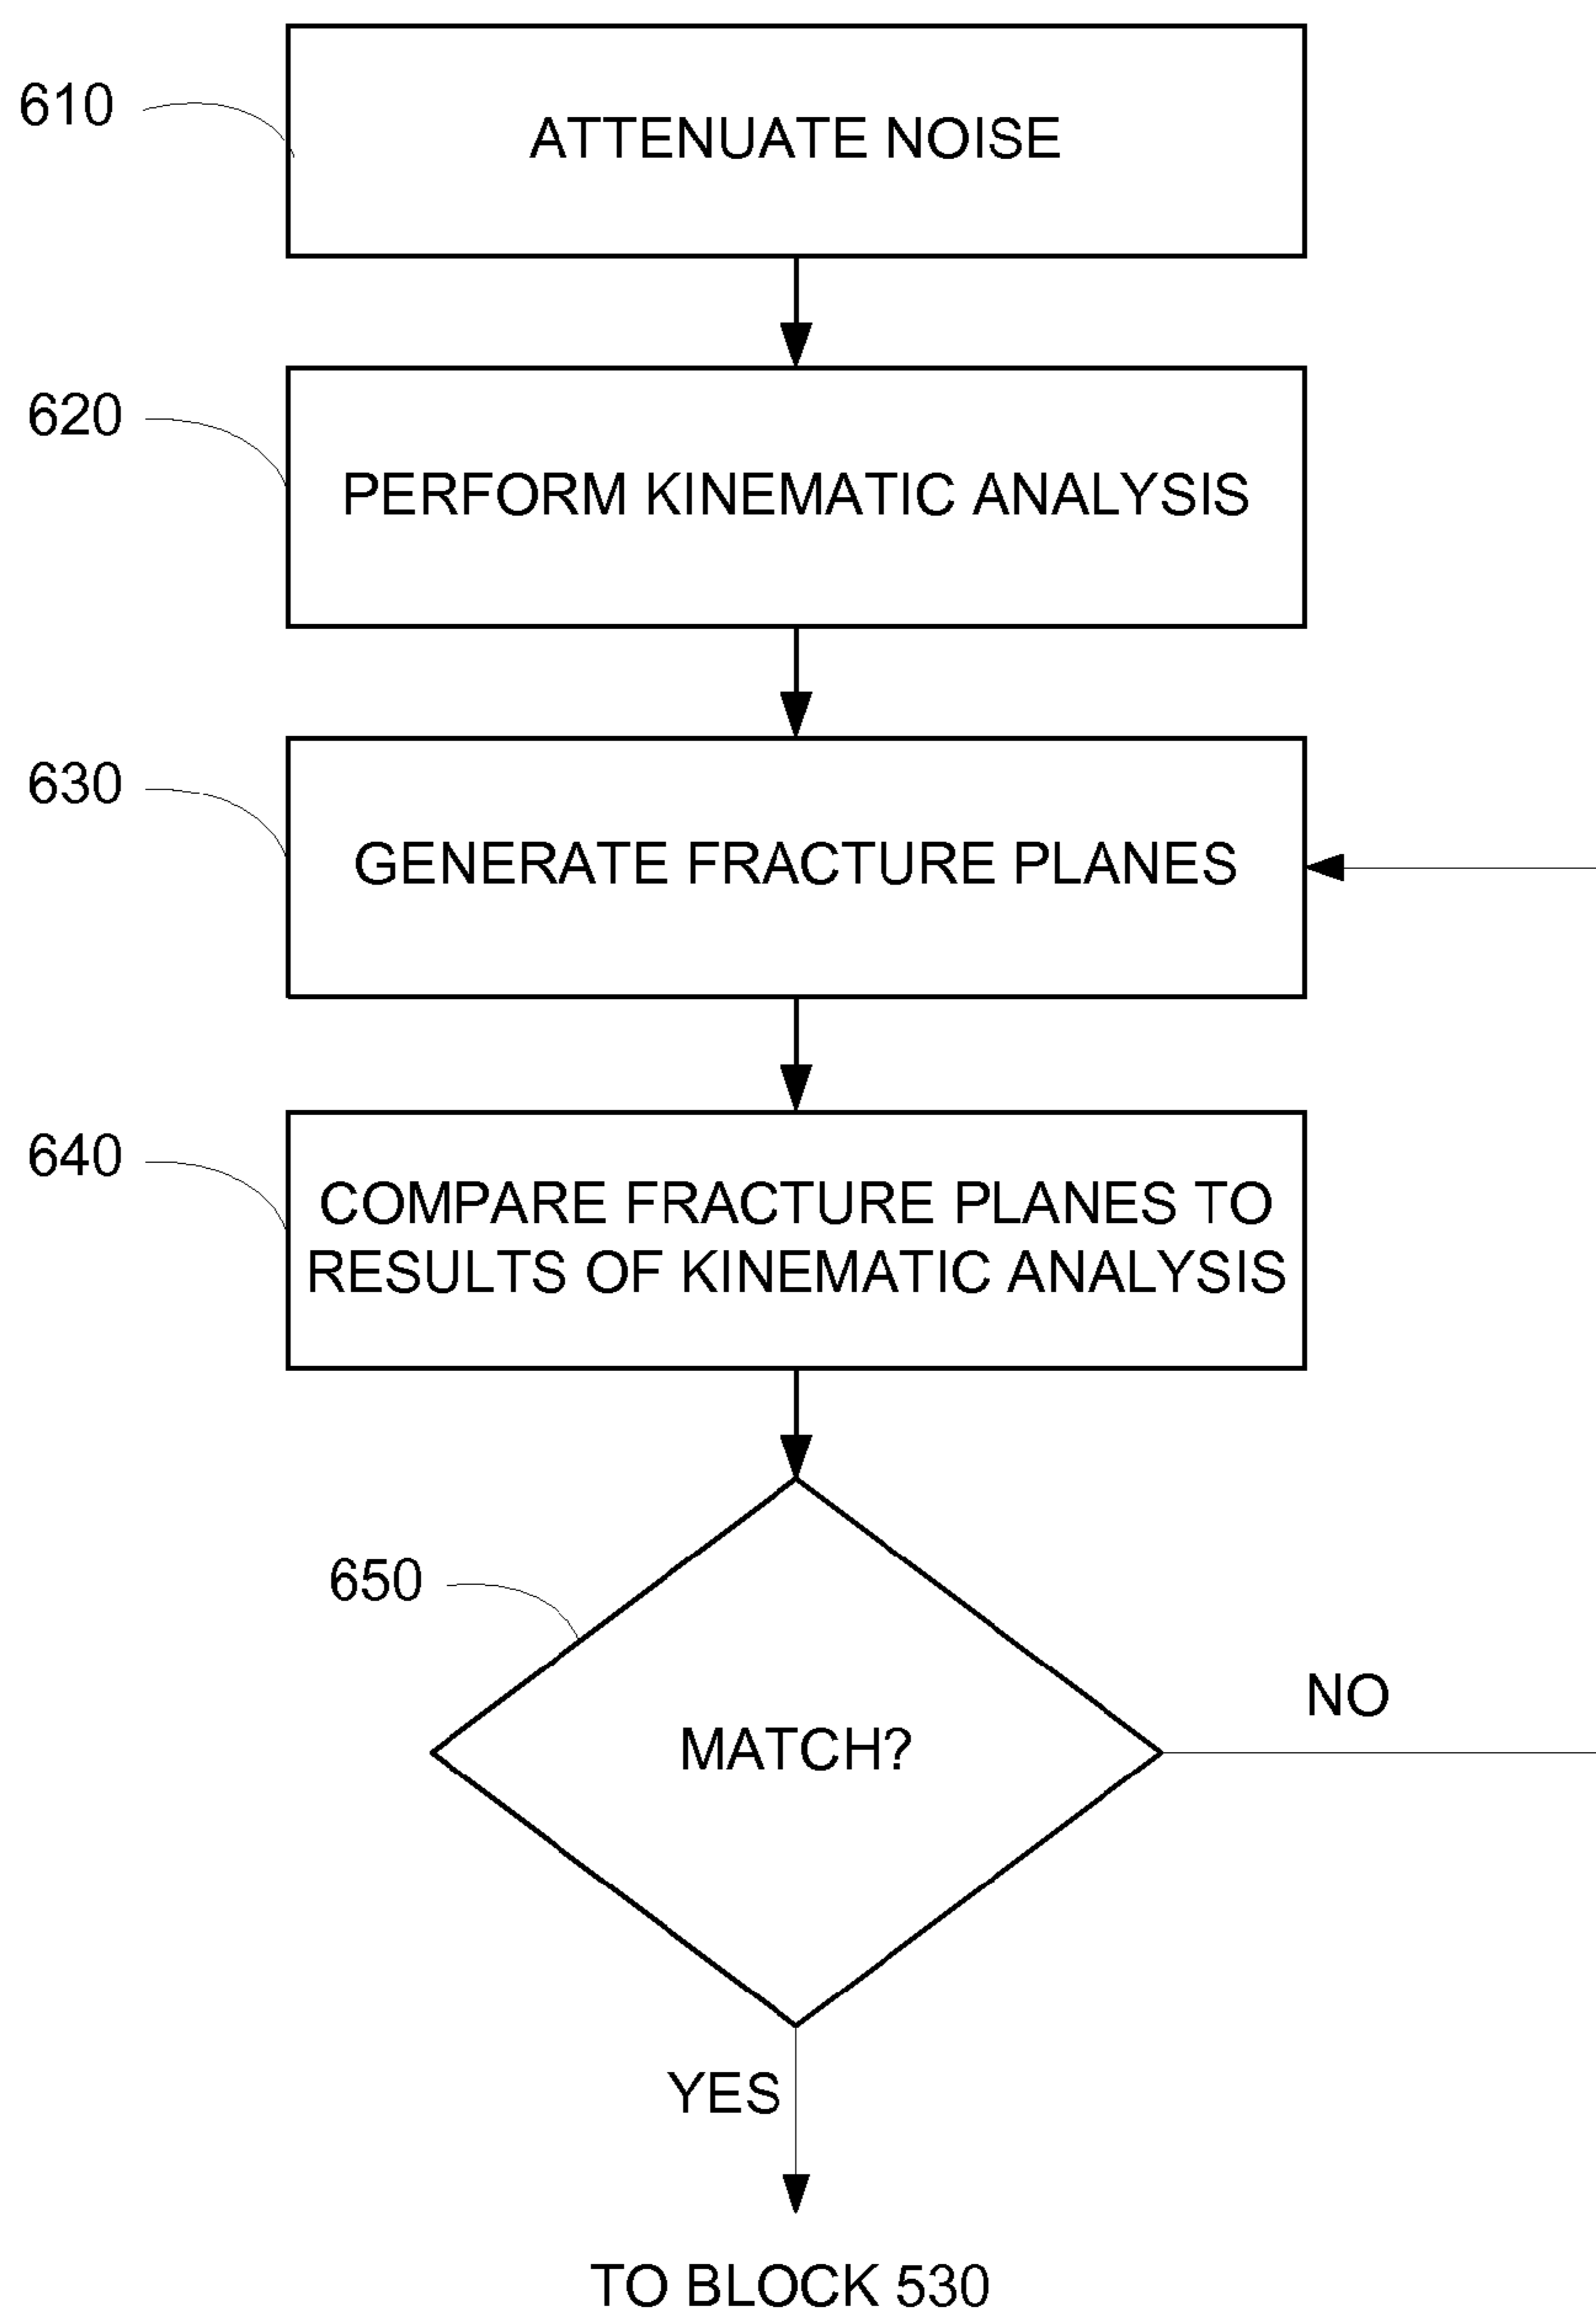 610
ATTENUATE NOISE
620
PERFORM KINEMATIC ANALYSIS
630
GENERATE FRACTURE PLANES
640
COMPARE FRACTURE PLANES TO
RESULTS OF KINEMATIC ANALYSIS
650
MATCH?
NO
YES
TO BLOCK 530